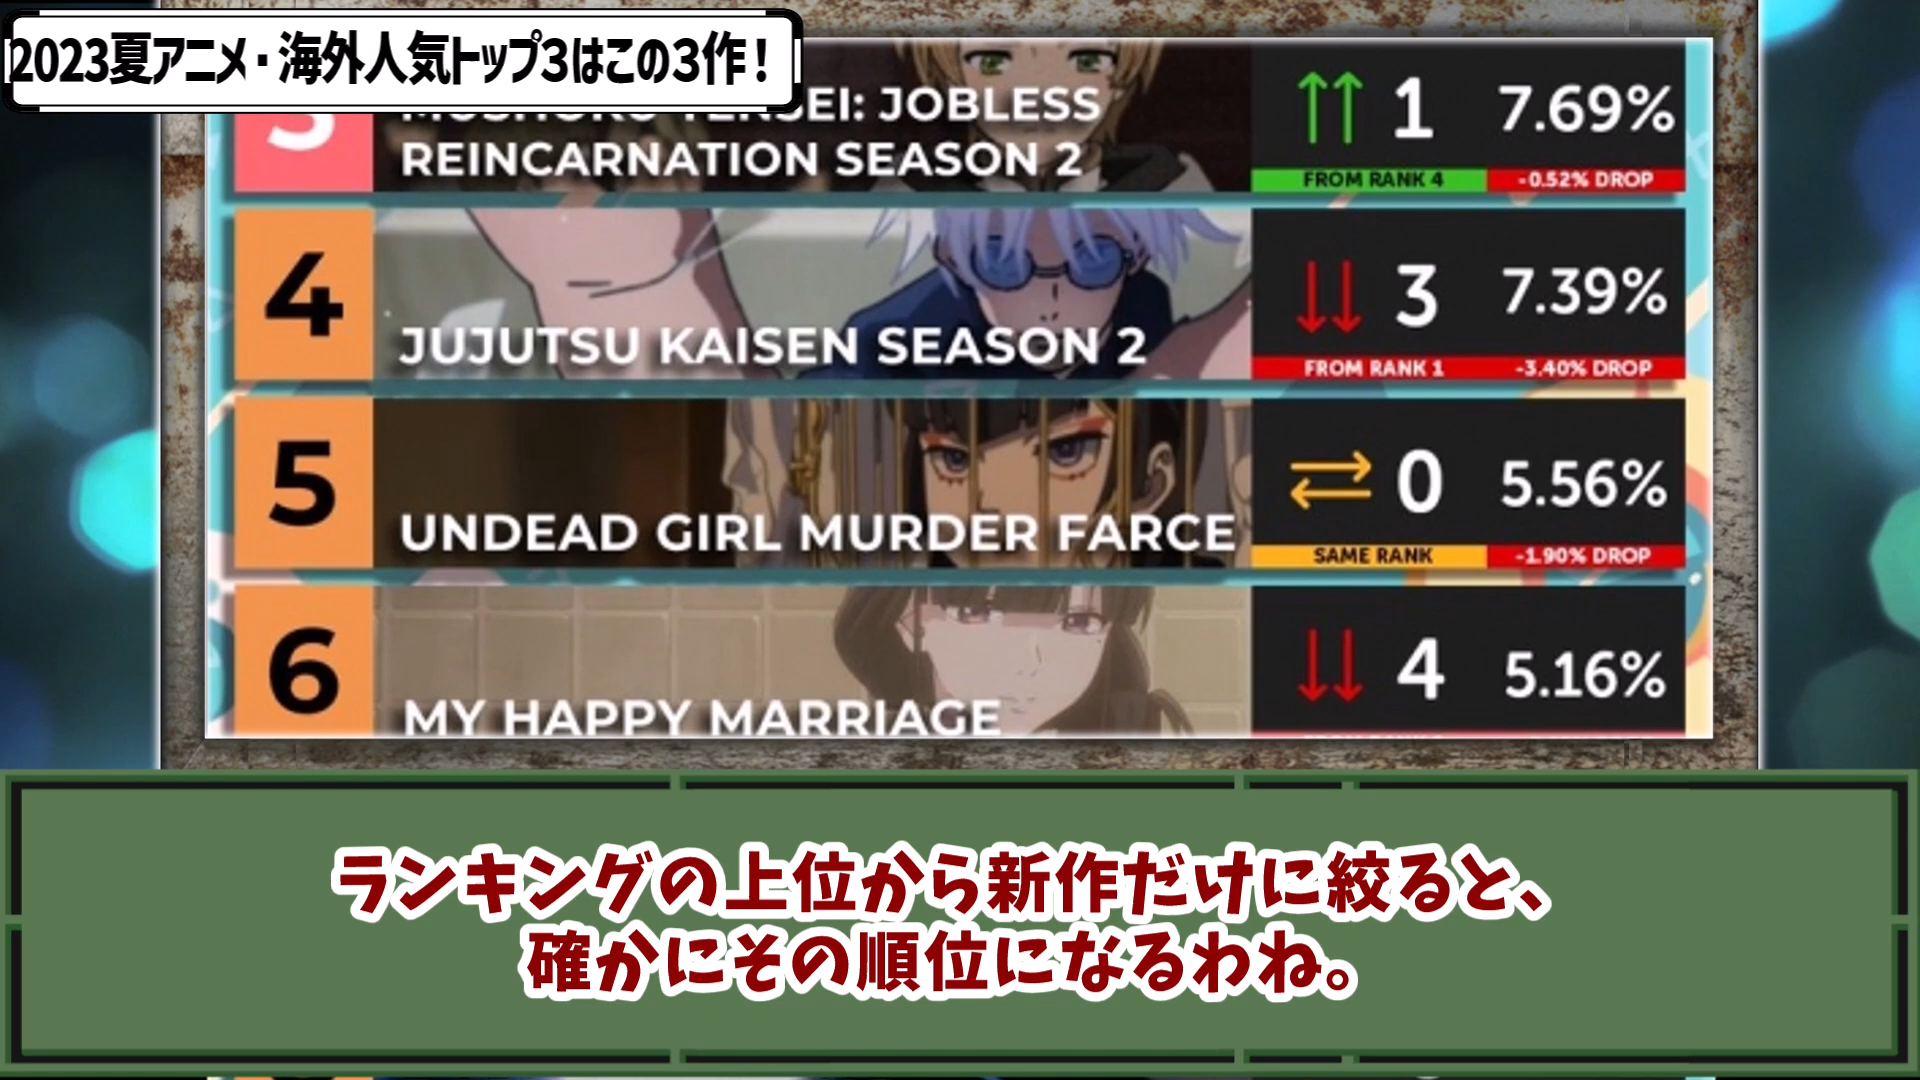 2023夏アニメ・海外人気トップ3はこの3作！
3
MUSHOKU TENSEI: JOBLESS
REINCARNATION SEASON 2
1
7.69%
FROM RANK 4
-0.52% DROP
4
JUJUTSU KAISEN SEASON 2
3
7.39%
FROM RANK 1
-3.40% DROP
5
UNDEAD GIRL MURDER FARCE
0
5.56%
SAME RANK
-1.90% DROP
6
MY HAPPY MARRIAGE
4
5.16%
ランキングの上位から新作だけに絞ると、
確かにその順位になるわね。